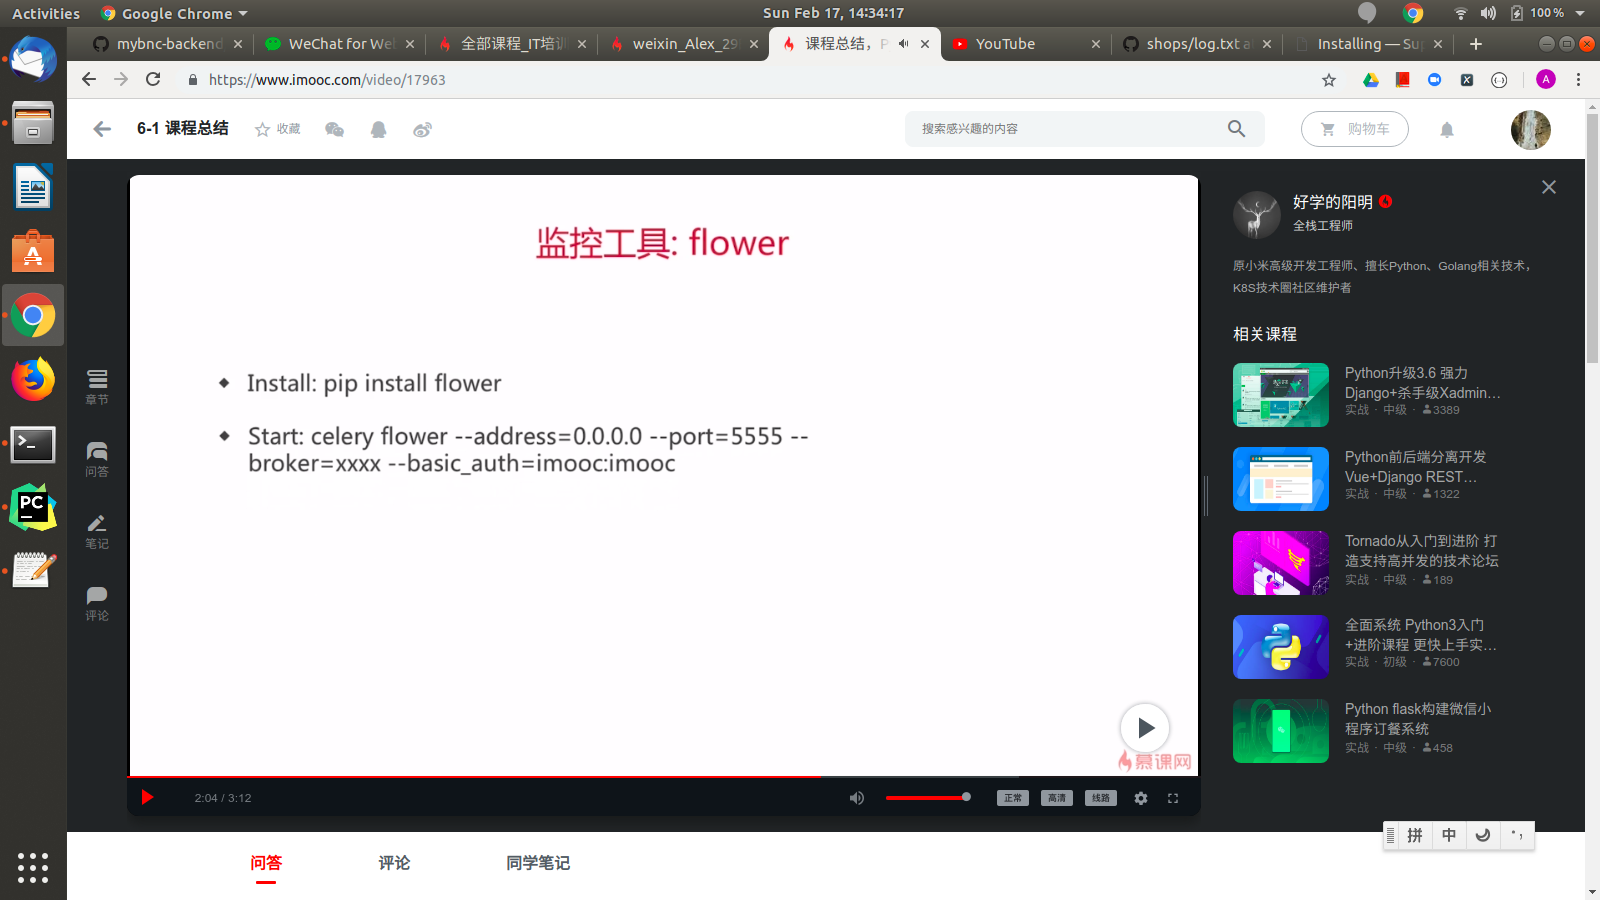 Activities
Google Chrome
Sun Feb 17, 14:34:17
100 %
mybnc-backend
WeChat for Web
全部课程_IT培训
weixin_Alex_29
课程总结，P
YouTube
shops/log.txt a
Installing — Sup
https://www.imooc.com/video/17963
A
6-1 课程总结
收藏
搜索感兴趣的内容
购物车
监控工具: flower
Install: pip install flower
Start: celery flower --address=0.0.0.0 --port=5555 --
broker=xxxx --basic_auth=imooc:imooc
慕课网
章节
问答
笔记
评论
2:04 / 3:12
正常
高清
线路
好学的阳明
全栈工程师
原小米高级开发工程师、擅长Python、Golang相关技术，
K8S技术圈社区维护者
相关课程
Python升级3.6 强力
Django+杀手级Xadmin…
实战 · 中级 · 3389
Python前后端分离开发
Vue+Django REST…
实战 · 中级 · 1322
Tornado从入门到进阶 打
造支持高并发的技术论坛
实战 · 中级 · 189
全面系统 Python3入门
+进阶课程 更快上手实…
实战 · 初级 · 7600
Python flask构建微信小
程序订餐系统
实战 · 中级 · 458
拼
中
问答
评论
同学笔记
PC